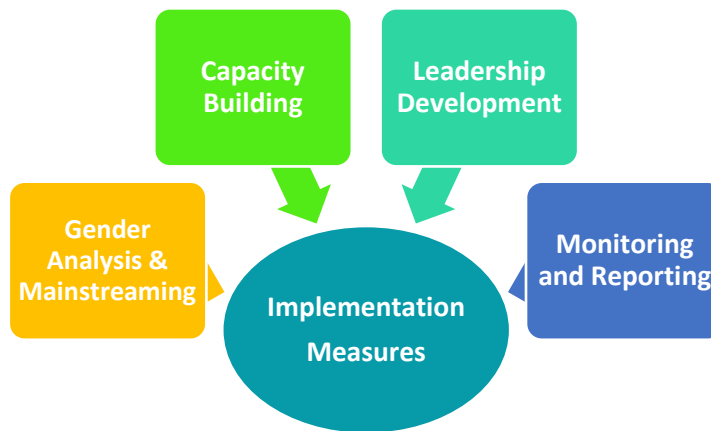 Capacity
Building
Leadership
Development
Gender
Analysis &
Mainstreaming
Monitoring
and Reporting
Implementation
Measures